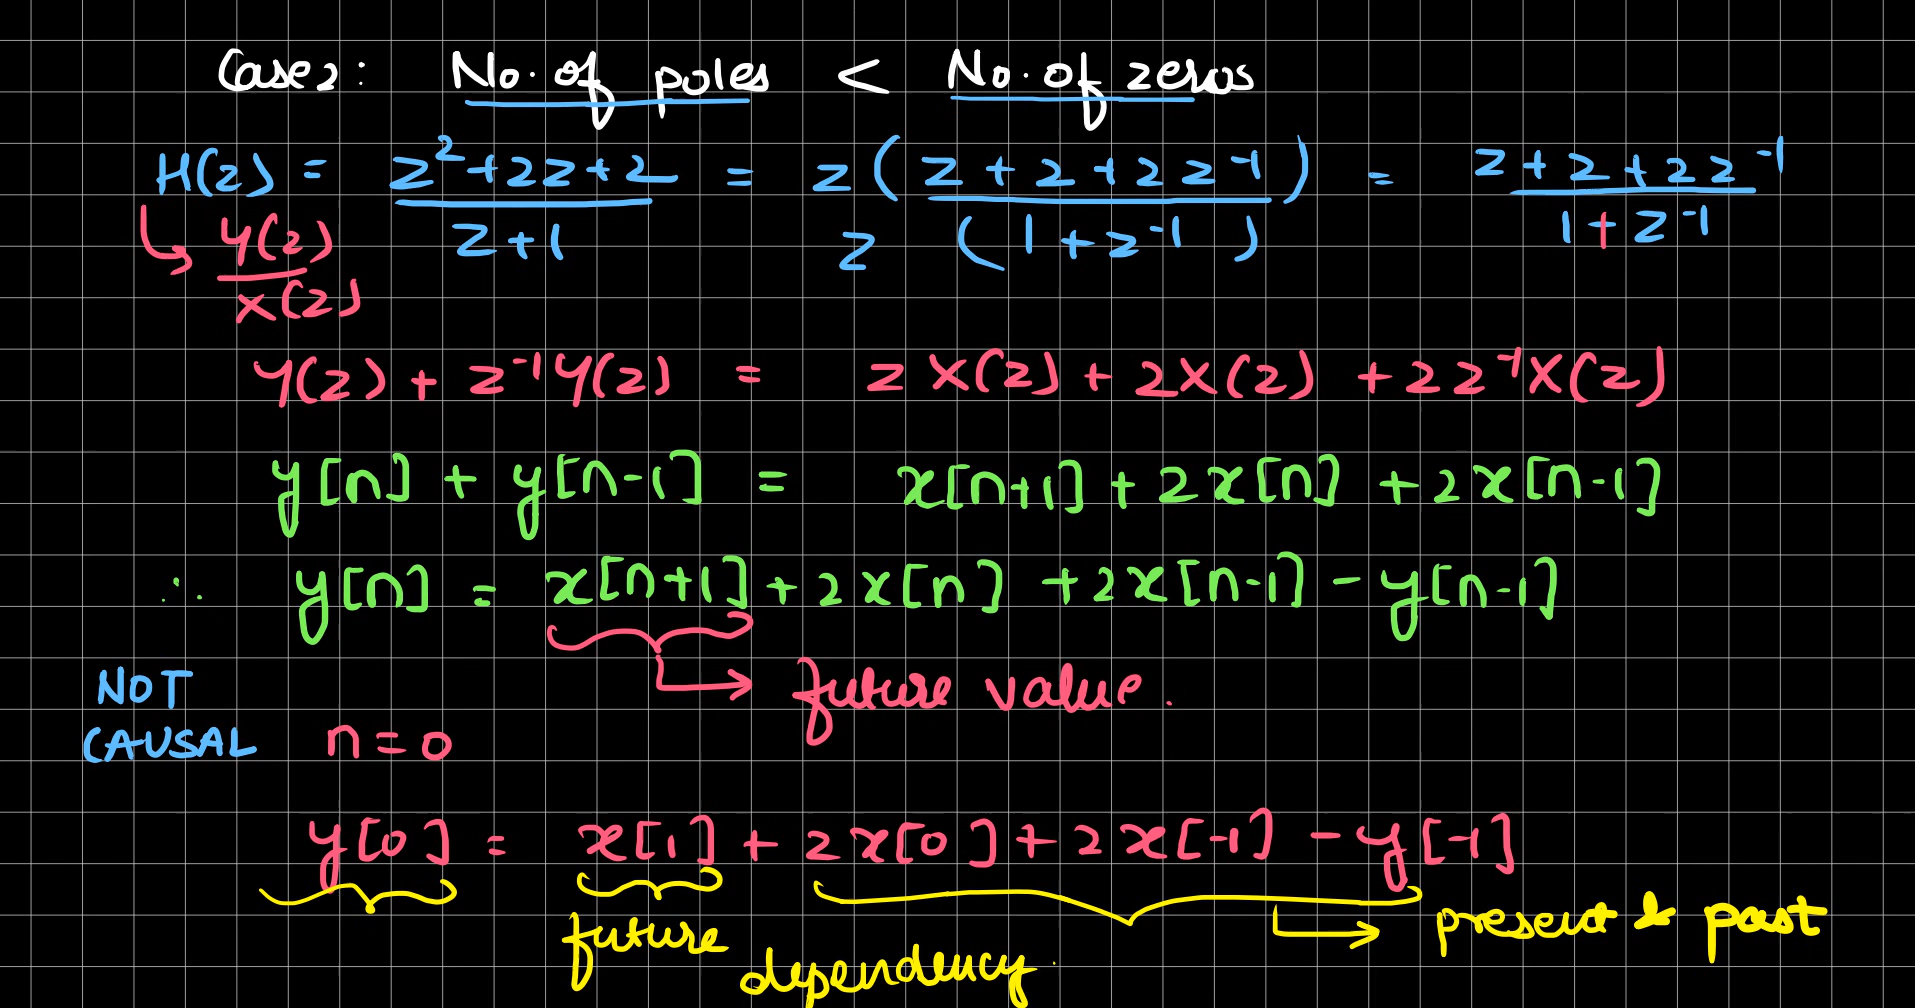 Case2: No. of poles < No. of zeros
H(z) = z²+2z+2 / z+1 = z(z+2+2z⁻¹) / z(1+z⁻¹) = z+2+2z⁻¹ / 1+z⁻¹
↳ Y(z) / X(z)
Y(z) + z⁻¹Y(z) = zX(z) + 2X(z) + 2z⁻¹X(z)
y[n] + y[n-1] = x[n+1] + 2x[n] + 2x[n-1]
∴ y[n] = x[n+1] + 2x[n] + 2x[n-1] - y[n-1]
→ future value.
NOT
CAUSAL n=0
y[0] = x[1] + 2x[0] + 2x[-1] - y[-1]
future → present & past
dependency.